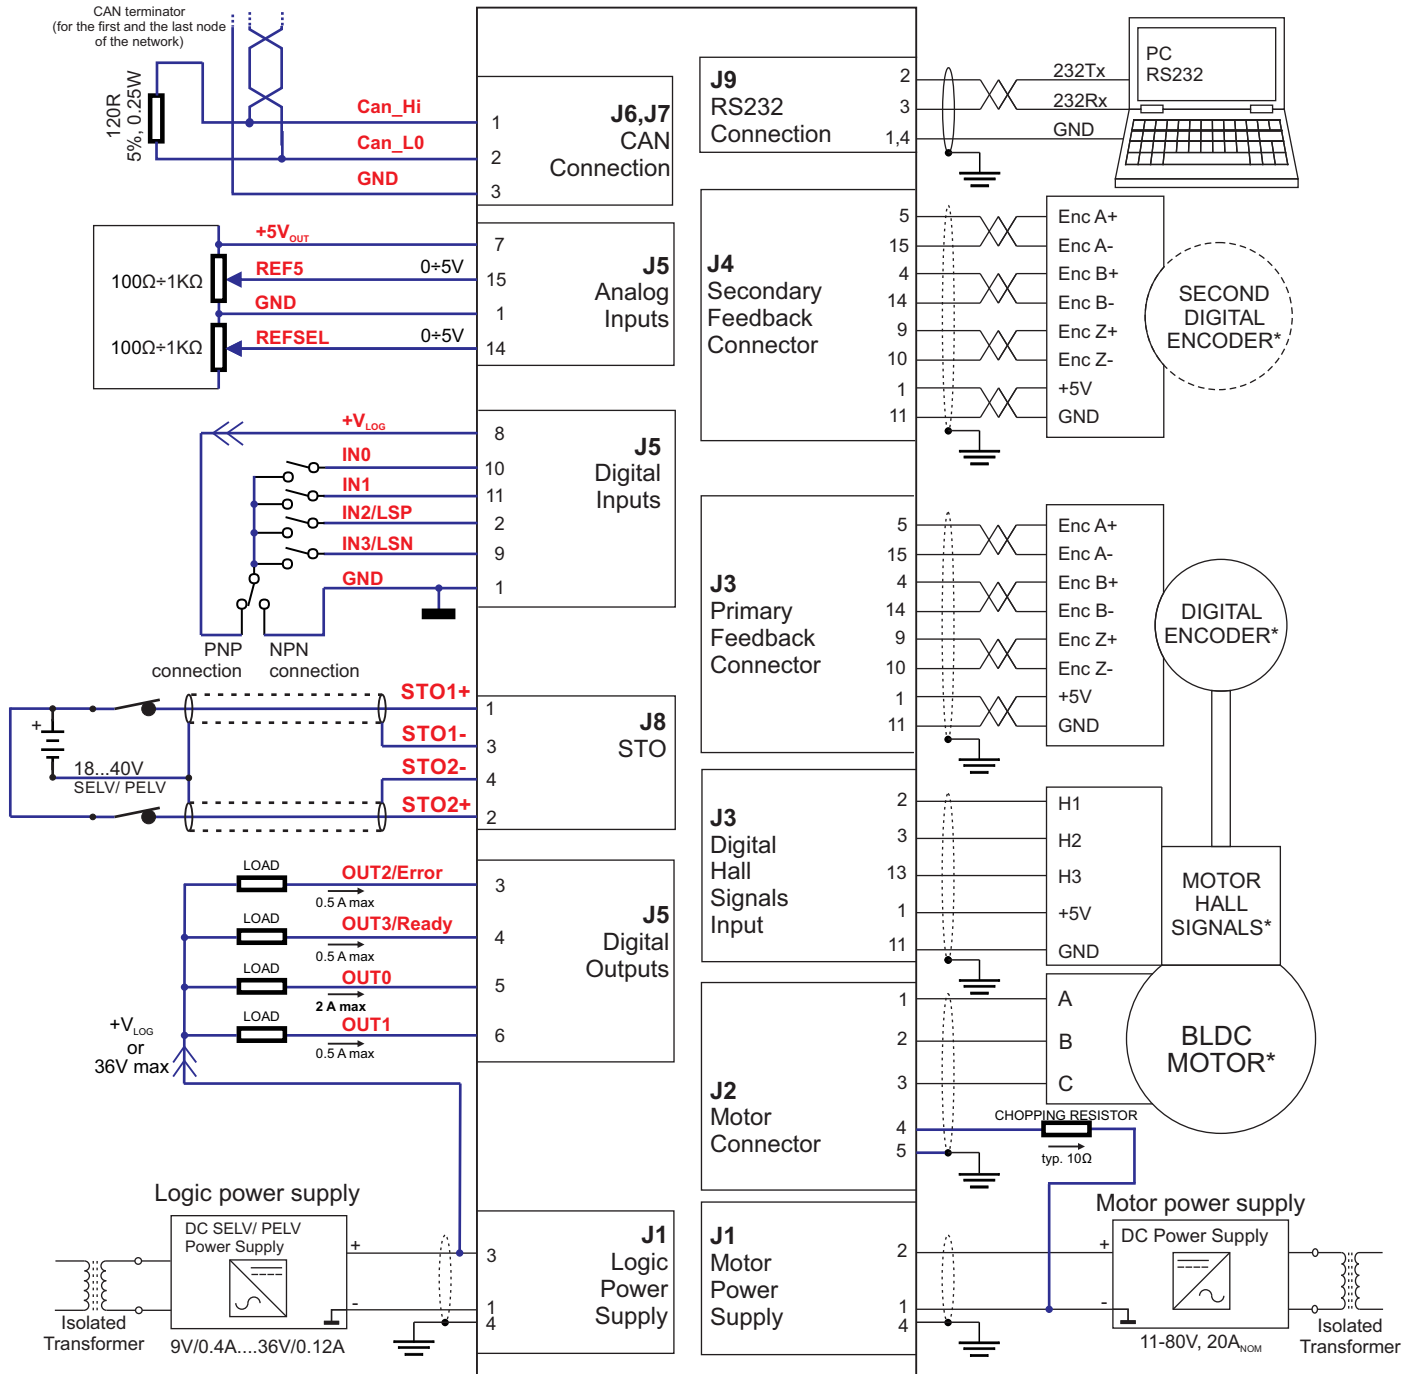 CAN terminator
(for the first and the last node
of the network)
120R
5%, 0.25W
Can_Hi
1
Can_L0
2
GND
3
J6,J7
CAN
Connection
+5VOUT
7
100Ω÷1KΩ
REF5
0÷5V
15
GND
1
100Ω÷1KΩ
REFSEL
0÷5V
14
J5
Analog
Inputs
+VLOG
8
IN0
10
IN1
11
IN2/LSP
2
IN3/LSN
9
GND
1
J5
Digital
Inputs
PNP
connection
NPN
connection
STO1+
1
STO1-
3
STO2-
4
STO2+
2
+
18...40V
SELV/ PELV
J8
STO
LOAD
OUT2/Error
0.5 A max
3
LOAD
OUT3/Ready
0.5 A max
4
LOAD
OUT0
2 A max
5
LOAD
OUT1
0.5 A max
6
J5
Digital
Outputs
+VLOG
or
36V max
Logic power supply
DC SELV/ PELV
Power Supply
+
-
Isolated
Transformer
9V/0.4A....36V/0.12A
3
1
4
J1
Logic
Power
Supply
J9
RS232
Connection
2
3
1,4
232Tx
232Rx
GND
PC
RS232
J4
Secondary
Feedback
Connector
5
15
4
14
9
10
1
11
Enc A+
Enc A-
Enc B+
Enc B-
Enc Z+
Enc Z-
+5V
GND
SECOND
DIGITAL
ENCODER*
J3
Primary
Feedback
Connector
5
15
4
14
9
10
1
11
Enc A+
Enc A-
Enc B+
Enc B-
Enc Z+
Enc Z-
+5V
GND
DIGITAL
ENCODER*
J3
Digital
Hall
Signals
Input
2
3
13
1
11
H1
H2
H3
+5V
GND
MOTOR
HALL
SIGNALS*
J2
Motor
Connector
1
2
3
4
5
A
B
C
BLDC
MOTOR*
CHOPPING RESISTOR
typ. 10Ω
J1
Motor
Power
Supply
2
1
4
Motor power supply
DC Power Supply
+
-
11-80V, 20ANOM
Isolated
Transformer